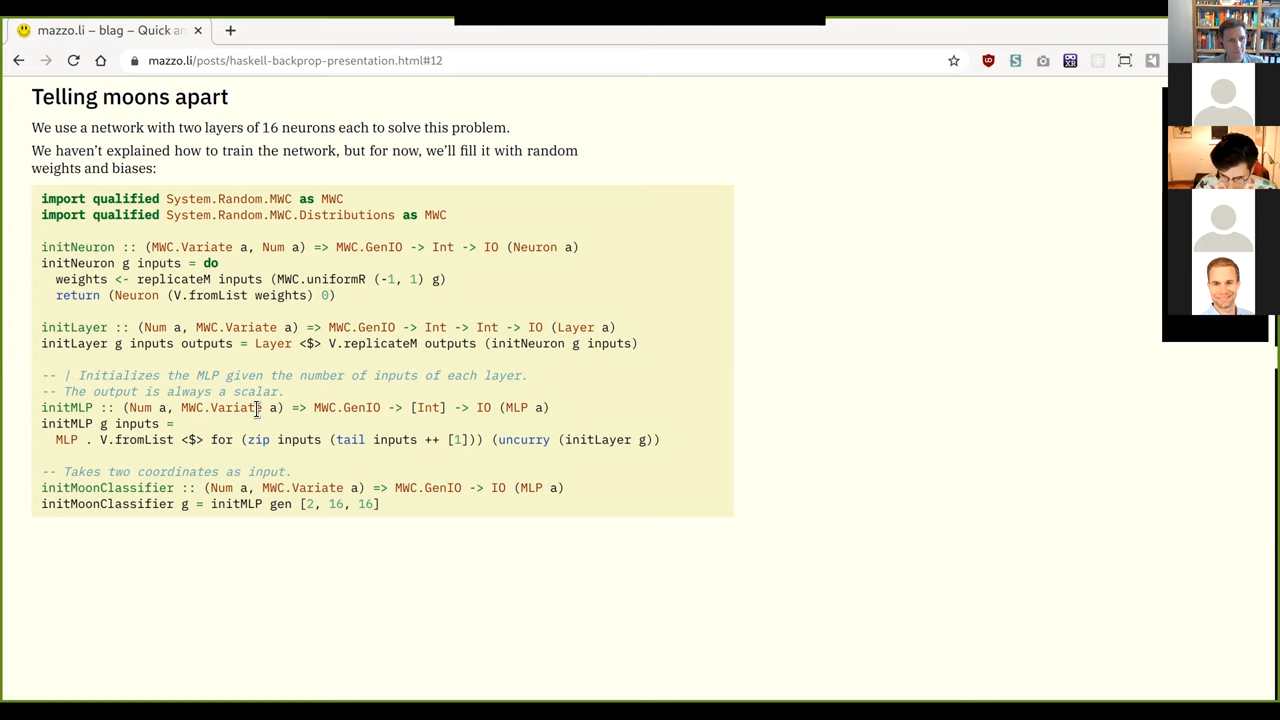 mazzo.li – blag – Quick an
mazzo.li/posts/haskell-backprop-presentation.html#12
Telling moons apart
We use a network with two layers of 16 neurons each to solve this problem.
We haven’t explained how to train the network, but for now, we’ll fill it with random
weights and biases:
import qualified System.Random.MWC as MWC
import qualified System.Random.MWC.Distributions as MWC
initNeuron :: (MWC.Variate a, Num a) => MWC.GenIO -> Int -> IO (Neuron a)
initNeuron g inputs = do
weights <- replicateM inputs (MWC.uniformR (-1, 1) g)
return (Neuron (V.fromList weights) 0)
initLayer :: (Num a, MWC.Variate a) => MWC.GenIO -> Int -> Int -> IO (Layer a)
initLayer g inputs outputs = Layer <$> V.replicateM outputs (initNeuron g inputs)
-- | Initializes the MLP given the number of inputs of each layer.
-- The output is always a scalar.
initMLP :: (Num a, MWC.Variate a) => MWC.GenIO -> [Int] -> IO (MLP a)
initMLP g inputs =
MLP . V.fromList <$> for (zip inputs (tail inputs ++ [1])) (uncurry (initLayer g))
-- Takes two coordinates as input.
initMoonClassifier :: (Num a, MWC.Variate a) => MWC.GenIO -> IO (MLP a)
initMoonClassifier g = initMLP gen [2, 16, 16]